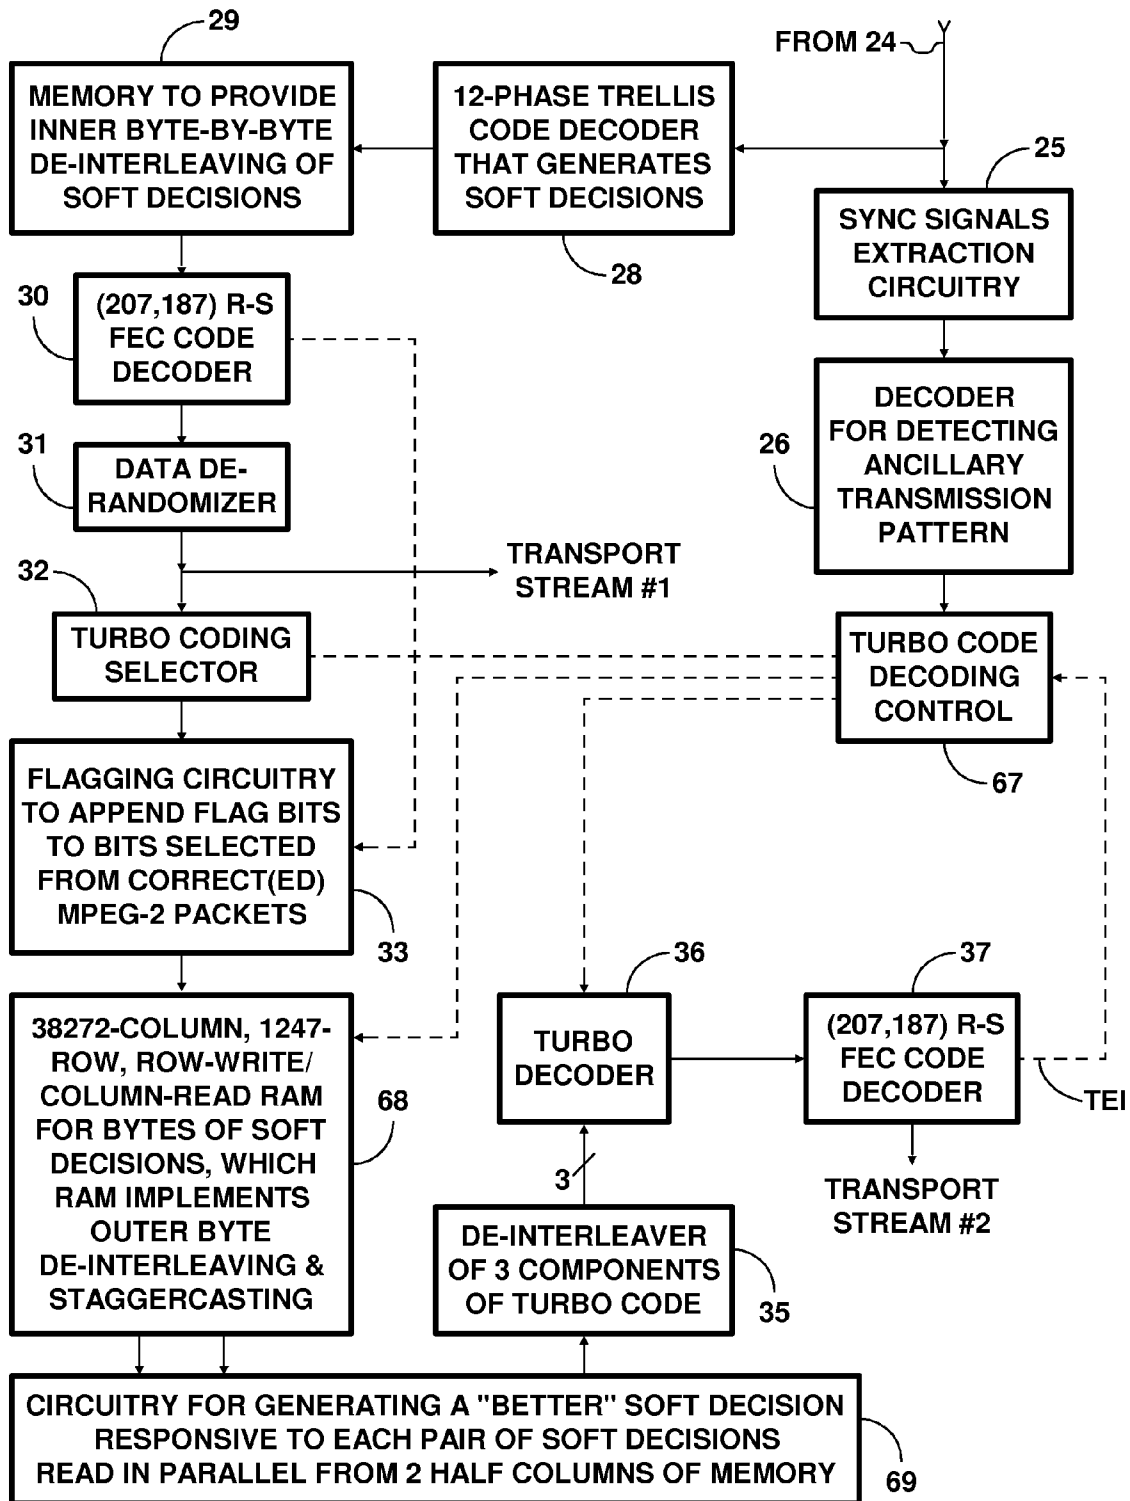 29
FROM 24
MEMORY TO PROVIDE
INNER BYTE-BY-BYTE
DE-INTERLEAVING OF
SOFT DECISIONS
12-PHASE TRELLIS
CODE DECODER
THAT GENERATES
SOFT DECISIONS
25
SYNC SIGNALS
EXTRACTION
CIRCUITRY
28
30
(207,187) R-S
FEC CODE
DECODER
DECODER
FOR DETECTING
ANCILLARY
TRANSMISSION
PATTERN
26
31
DATA DE-
RANDOMIZER
TRANSPORT
STREAM #1
32
TURBO CODING
SELECTOR
TURBO CODE
DECODING
CONTROL
67
FLAGGING CIRCUITRY
TO APPEND FLAG BITS
TO BITS SELECTED
FROM CORRECT(ED)
MPEG-2 PACKETS
33
36
37
38272-COLUMN, 1247-
ROW, ROW-WRITE/
COLUMN-READ RAM
FOR BYTES OF SOFT
DECISIONS, WHICH
RAM IMPLEMENTS
OUTER BYTE
DE-INTERLEAVING &
STAGGERCASTING
68
TURBO
DECODER
(207,187) R-S
FEC CODE
DECODER
TEI
3
TRANSPORT
STREAM #2
DE-INTERLEAVER
OF 3 COMPONENTS
OF TURBO CODE
35
CIRCUITRY FOR GENERATING A "BETTER" SOFT DECISION
RESPONSIVE TO EACH PAIR OF SOFT DECISIONS
READ IN PARALLEL FROM 2 HALF COLUMNS OF MEMORY
69